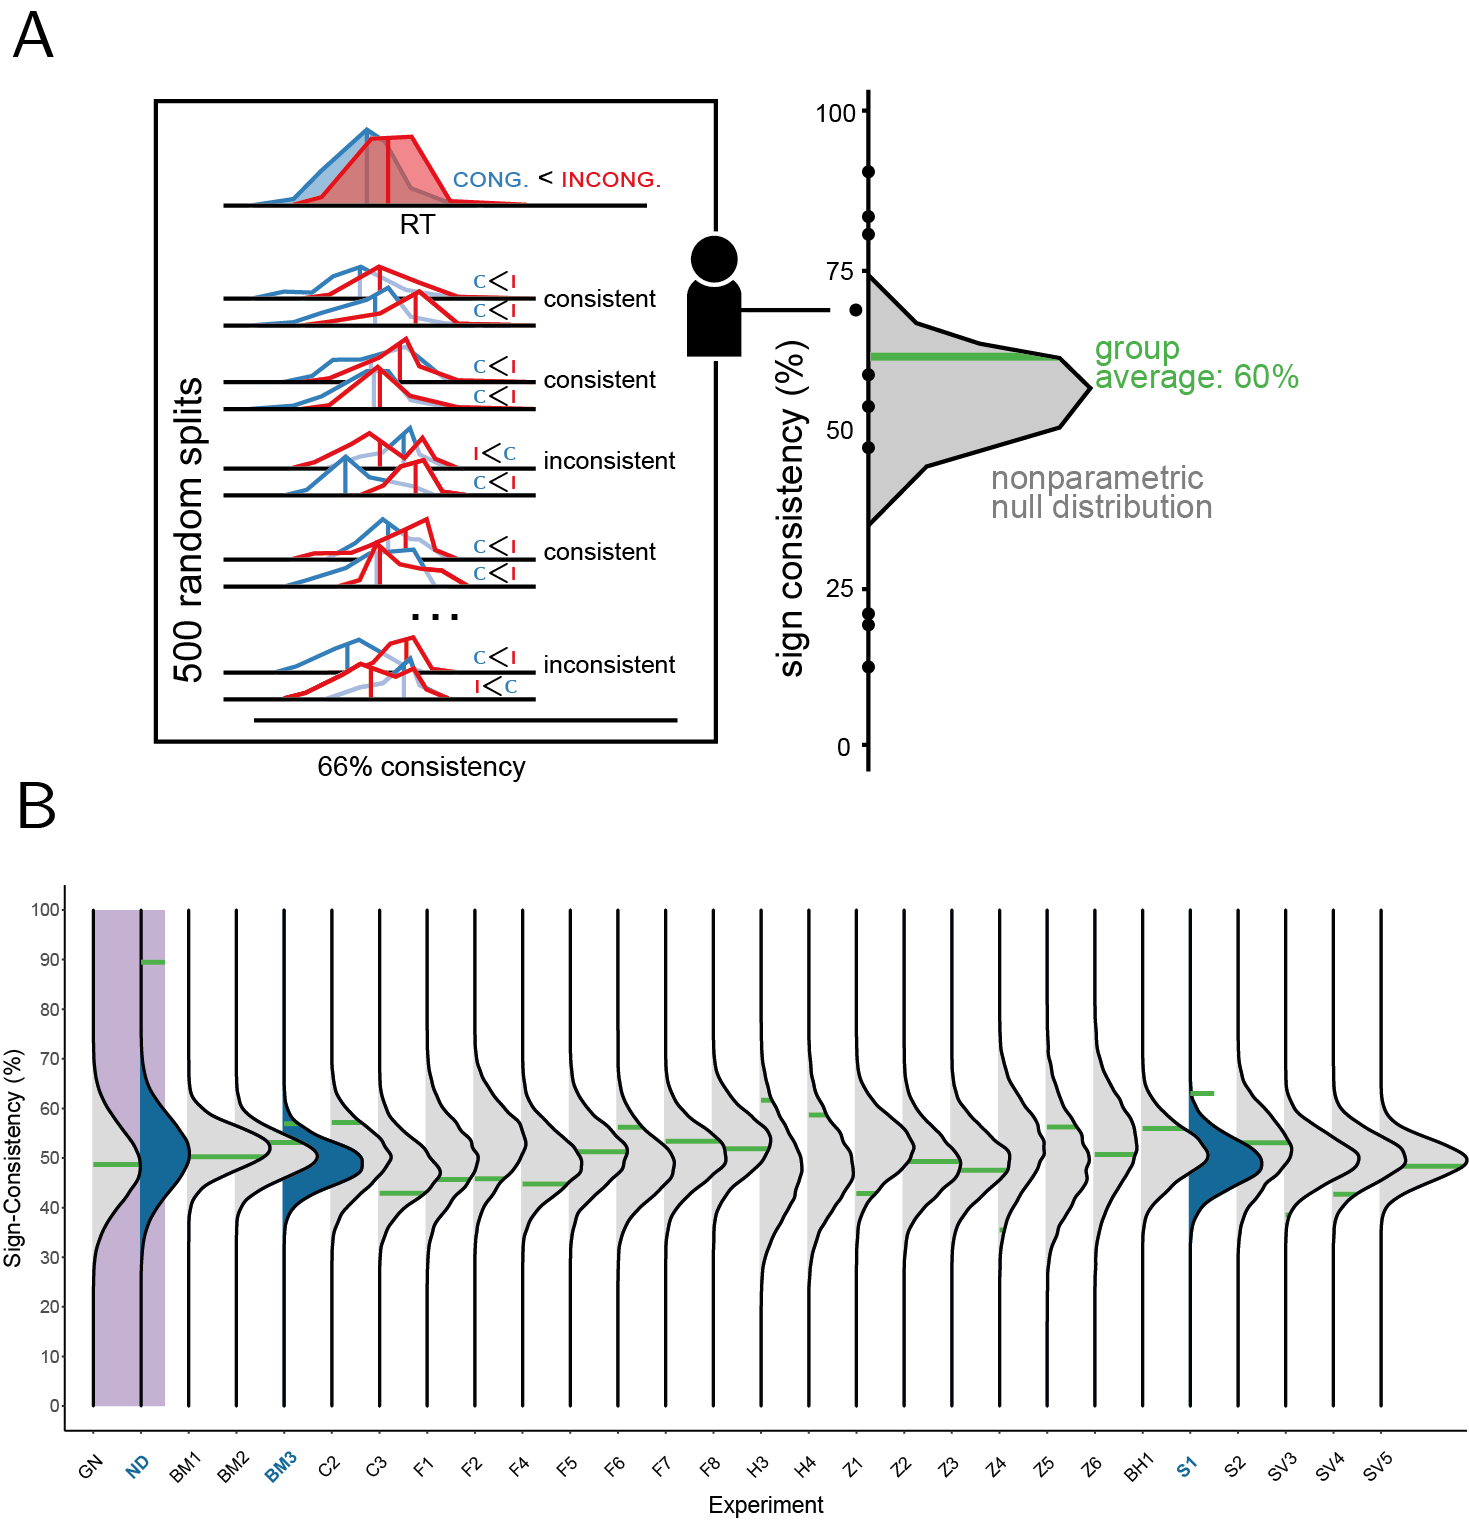 A
CONG. < INCONG.
RT
500 random splits
C<I
C<I
consistent
C<I
C<I
consistent
I<C
C<I
inconsistent
C<I
C<I
consistent
...
C<I
I<C
inconsistent
66% consistency
sign consistency (%)
100
75
50
25
0
group
average: 60%
nonparametric
null distribution
B
Sign-Consistency (%)
100
90
80
70
60
50
40
30
20
10
0
GN ND BM1 BM2 BM3 C2 C3 F1 F2 F4 F5 F6 F7 F8 H3 H4 Z1 Z2 Z3 Z4 Z5 Z6 BH1 S1 S2 SV3 SV4 SV5
Experiment